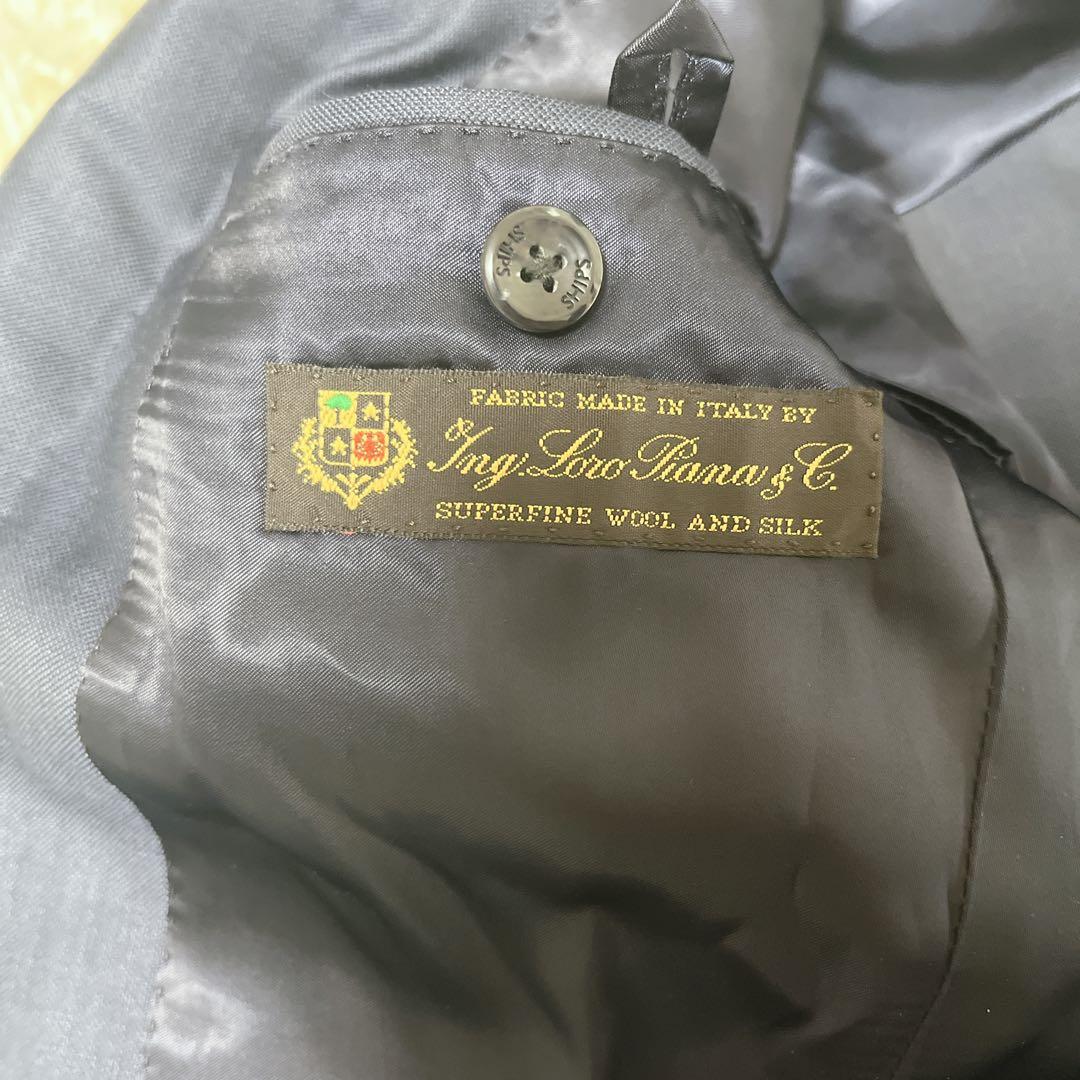 SHIPS
SHIPS
FABRIC MADE IN ITALY BY
Ing. Loro Piana & C.
SUPERFINE WOOL AND SILK